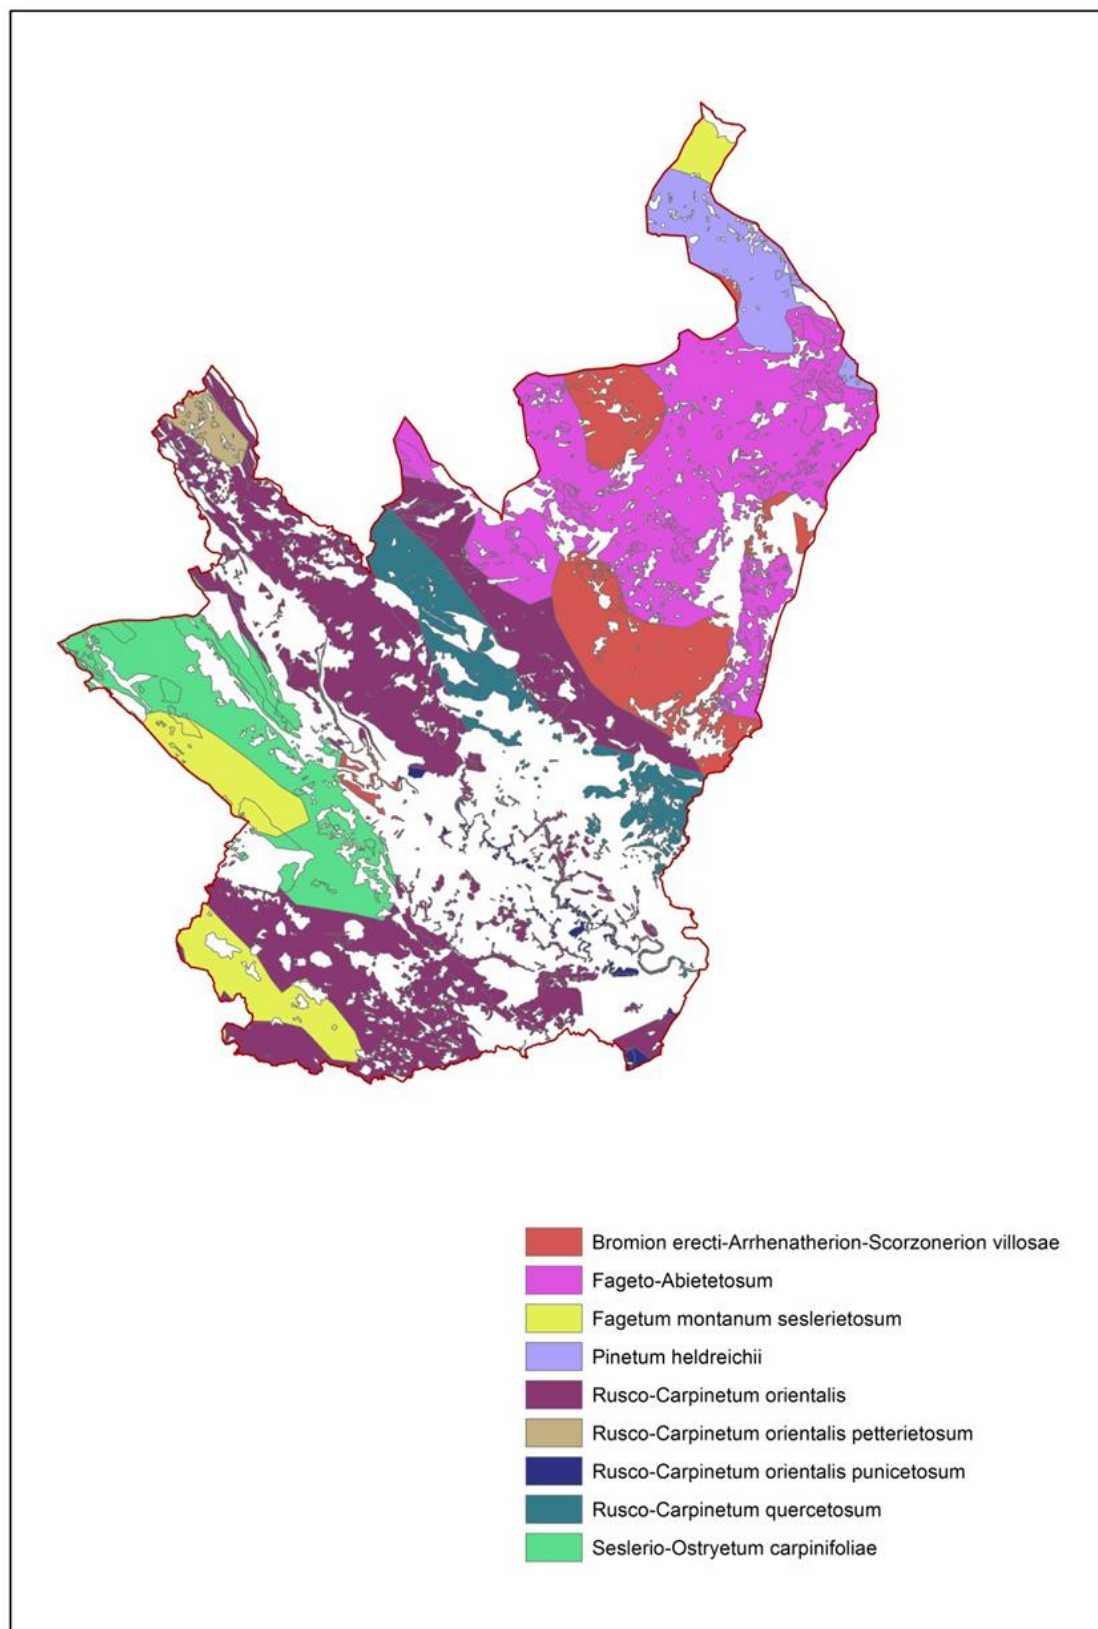 Bromion erecti-Arrhenatherion-Scorzonerion villosae
Fageto-Abietetosum
Fagetum montanum seslerietosum
Pinetum heldreichii
Rusco-Carpinetum orientalis
Rusco-Carpinetum orientalis petterietosum
Rusco-Carpinetum orientalis punicetosum
Rusco-Carpinetum quercetosum
Seslerio-Ostryetum carpinifoliae